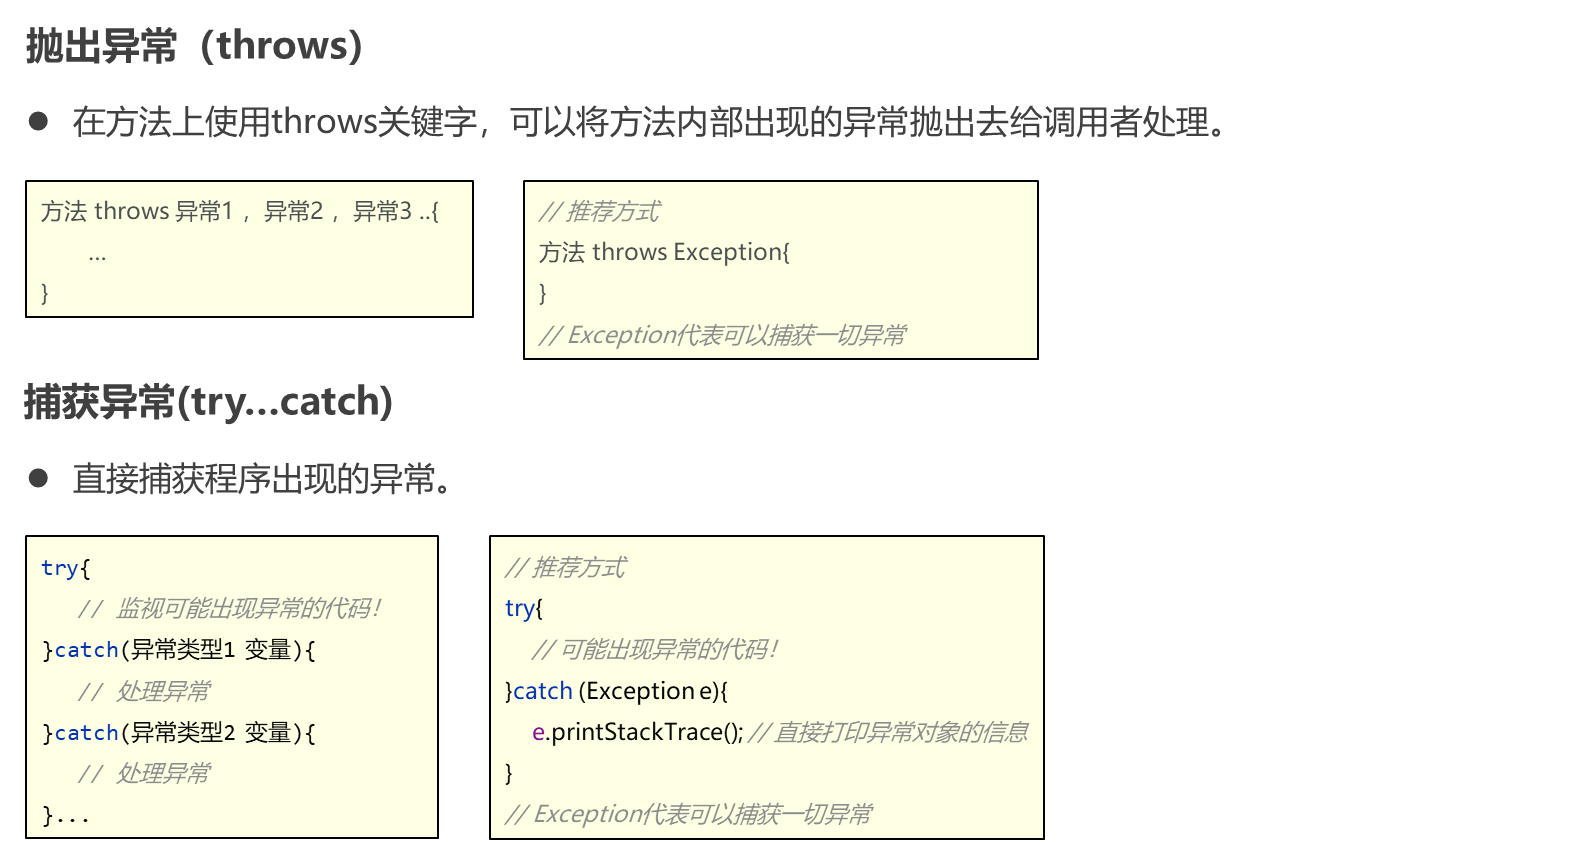 抛出异常（throws）
● 在方法上使用throws关键字，可以将方法内部出现的异常抛出去给调用者处理。
方法 throws 异常1 ，异常2 ，异常3 ..{
...
}
// 推荐方式
方法 throws Exception{
}
// Exception代表可以捕获一切异常
捕获异常(try…catch)
● 直接捕获程序出现的异常。
try{
// 监视可能出现异常的代码！
}catch(异常类型1 变量){
// 处理异常
}catch(异常类型2 变量){
// 处理异常
}...
// 推荐方式
try{
// 可能出现异常的代码！
}catch (Exception e){
e.printStackTrace(); // 直接打印异常对象的信息
}
// Exception代表可以捕获一切异常